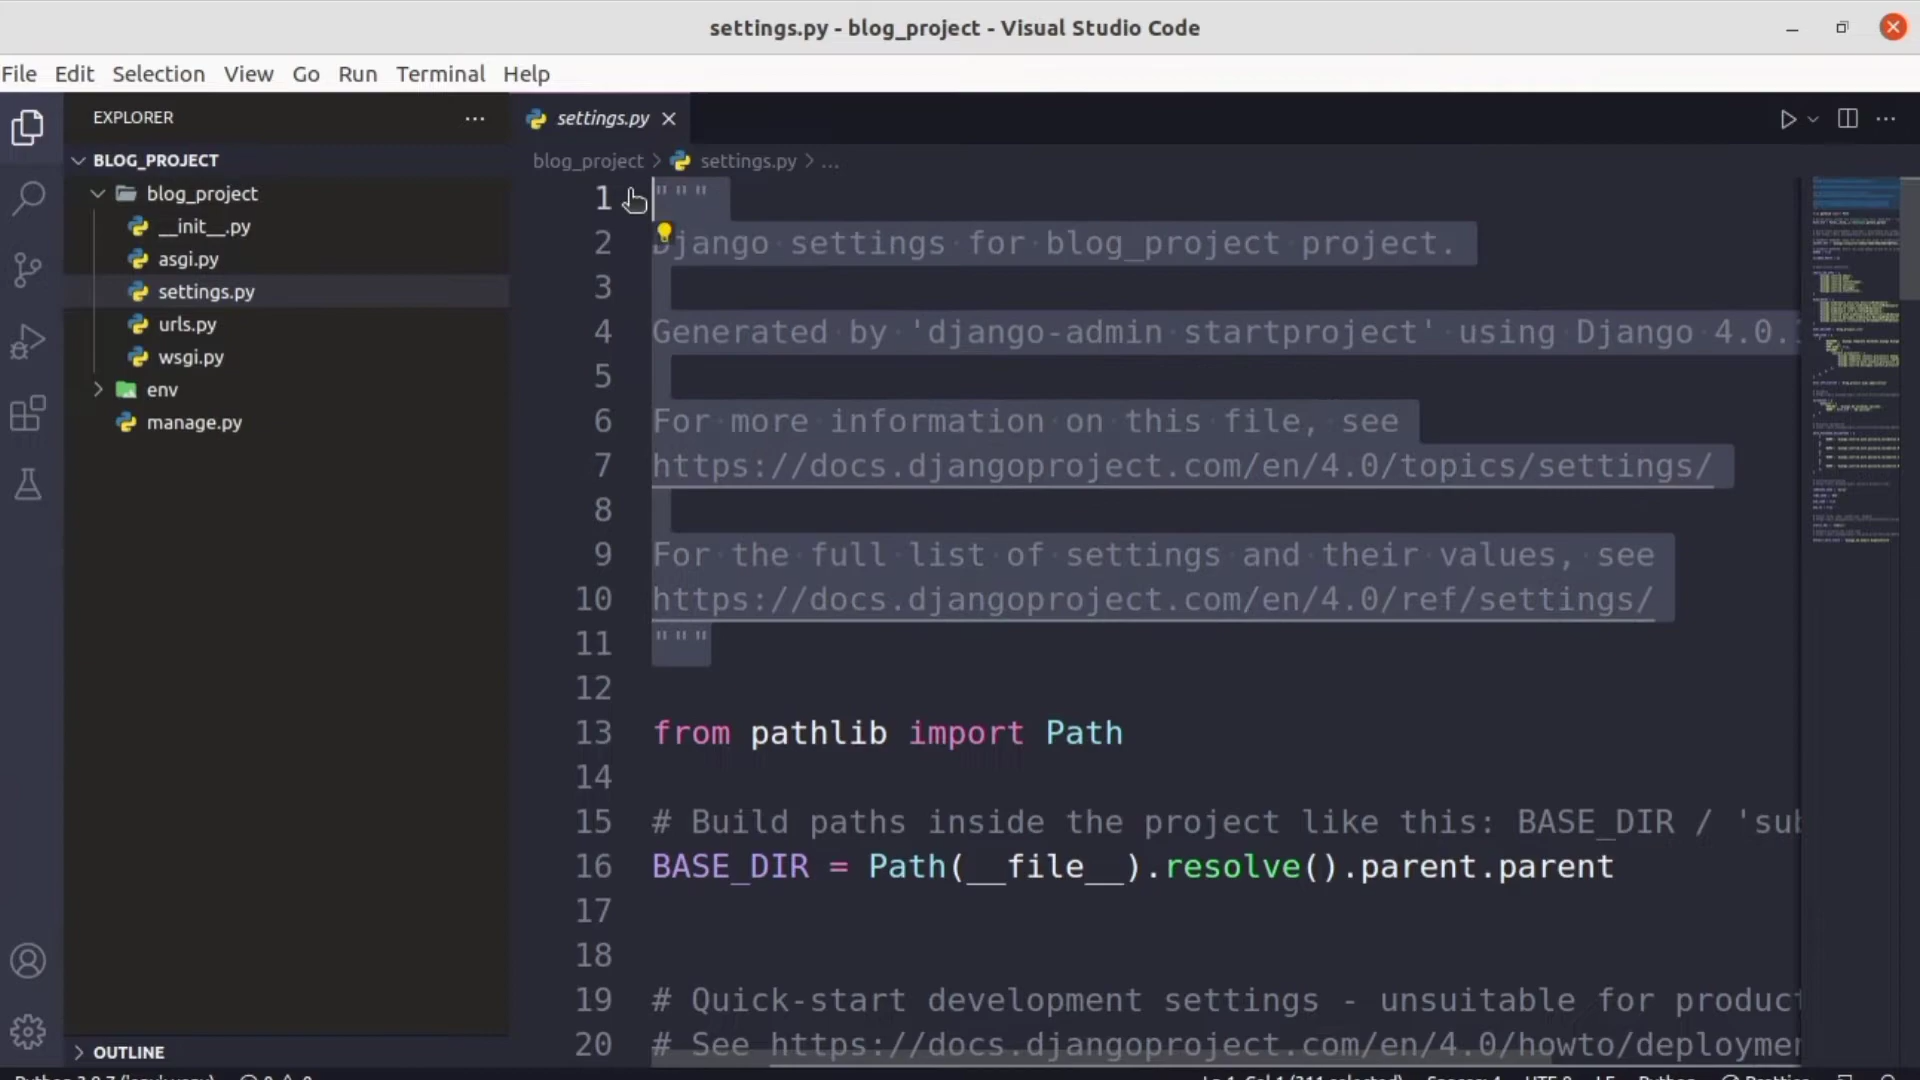 settings.py - blog_project - Visual Studio Code
File Edit Selection View Go Run Terminal Help
EXPLORER
BLOG_PROJECT
blog_project
__init__.py
asgi.py
settings.py
urls.py
wsgi.py
env
manage.py
OUTLINE
settings.py
blog_project > settings.py > ...
1 """
2 Django settings for blog_project project.
3
4 Generated by 'django-admin startproject' using Django 4.0.
5
6 For more information on this file, see
7 https://docs.djangoproject.com/en/4.0/topics/settings/
8
9 For the full list of settings and their values, see
10 https://docs.djangoproject.com/en/4.0/ref/settings/
11 """
12
13 from pathlib import Path
14
15 # Build paths inside the project like this: BASE_DIR / 'sub
16 BASE_DIR = Path(__file__).resolve().parent.parent
17
18
19 # Quick-start development settings - unsuitable for product
20 # See https://docs.djangoproject.com/en/4.0/howto/deploymen